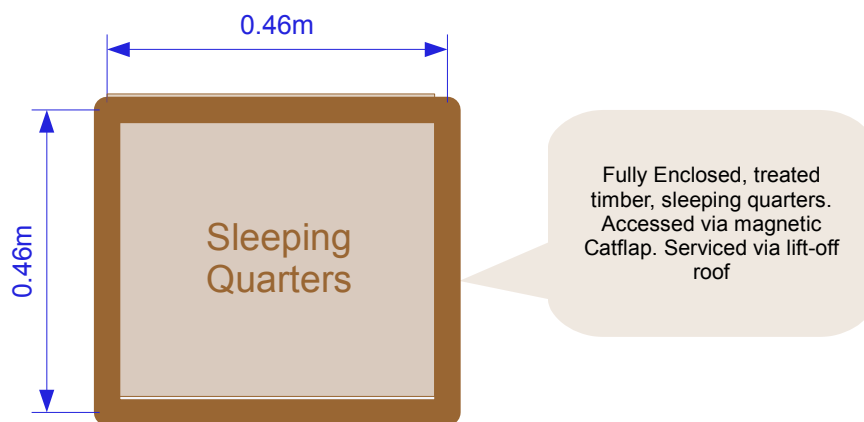 0.46m
0.46m
Sleeping
Quarters
Fully Enclosed, treated
timber, sleeping quarters.
Accessed via magnetic
Catflap. Serviced via lift-off
roof